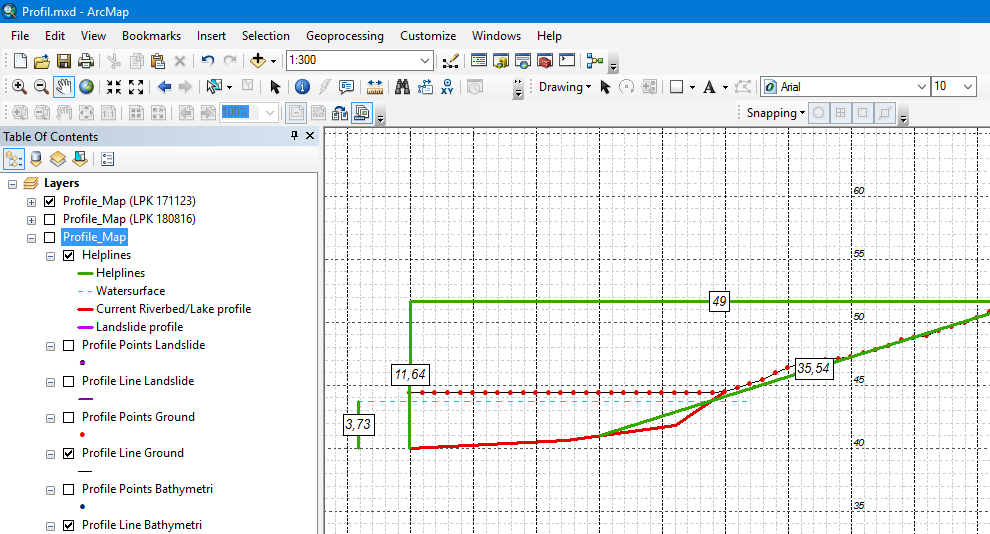 Profil.mxd - ArcMap
File Edit View Bookmarks Insert Selection Geoprocessing Customize Windows Help
1:300
Drawing Arial 10
100% Snapping
Table Of Contents
Layers
Profile_Map (LPK 171123)
Profile_Map (LPK 180816)
Profile_Map
Helplines
Helplines
Watersurface
Current Riverbed/Lake profile
Landslide profile
Profile Points Landslide
Profile Line Landslide
Profile Points Ground
Profile Line Ground
Profile Points Bathymetri
Profile Line Bathymetri
60
55
49
50
35,54
11,64
45
3,73
40
35